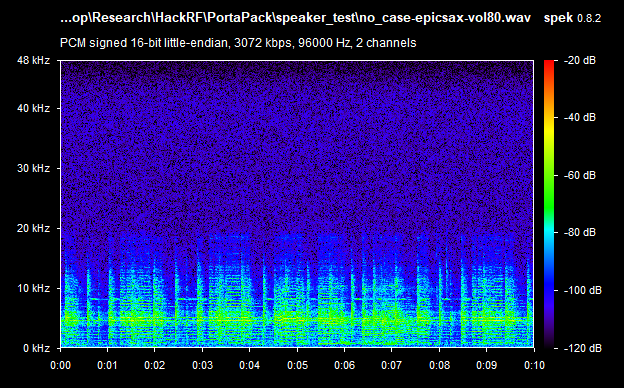 ...op\Research\HackRF\PortaPack\speaker_test\no_case-epicsax-vol80.wav spek 0.8.2
PCM signed 16-bit little-endian, 3072 kbps, 96000 Hz, 2 channels
48 kHz
40 kHz
30 kHz
20 kHz
10 kHz
0 kHz
0:00 0:01 0:02 0:03 0:04 0:05 0:06 0:07 0:08 0:09 0:10
-20 dB
-40 dB
-60 dB
-80 dB
-100 dB
-120 dB